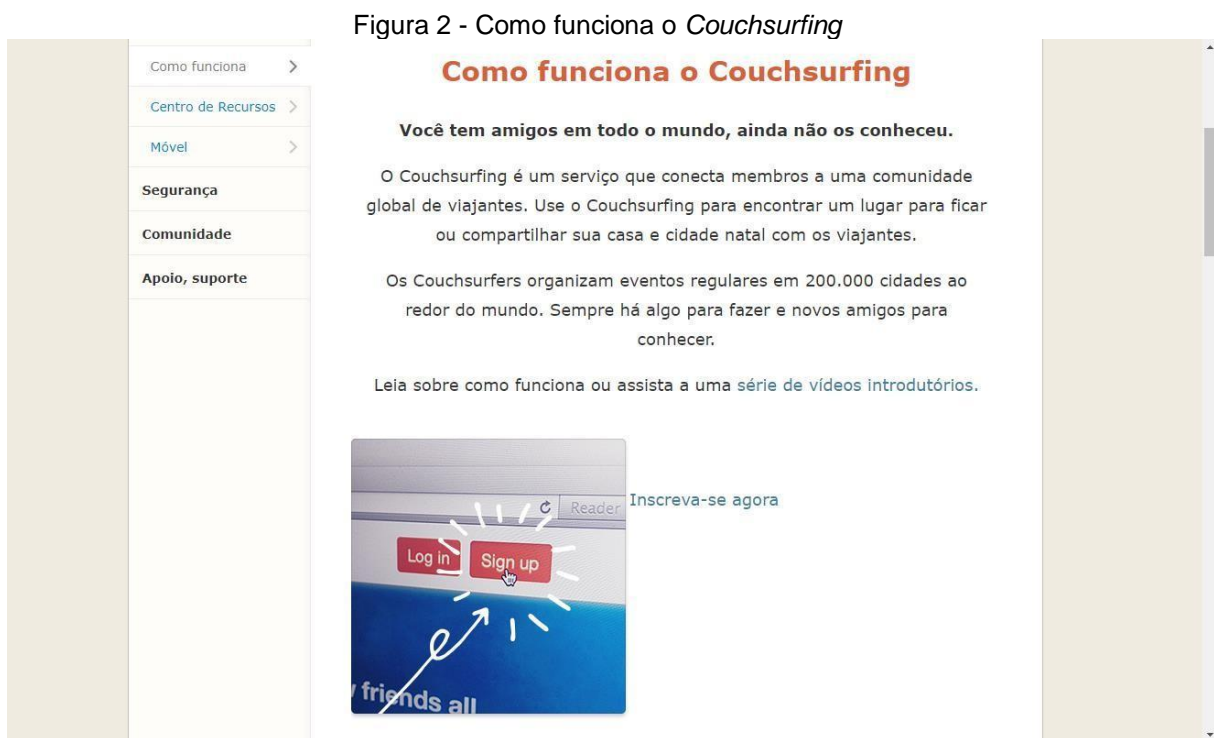 Figura 2 - Como funciona o Couchsurfing
Como funciona
Centro de Recursos
Móvel
Segurança
Comunidade
Apoio, suporte
Como funciona o Couchsurfing
Você tem amigos em todo o mundo, ainda não os conheceu.
O Couchsurfing é um serviço que conecta membros a uma comunidade
global de viajantes. Use o Couchsurfing para encontrar um lugar para ficar
ou compartilhar sua casa e cidade natal com os viajantes.
Os Couchsurfers organizam eventos regulares em 200.000 cidades ao
redor do mundo. Sempre há algo para fazer e novos amigos para
conhecer.
Leia sobre como funciona ou assista a uma série de vídeos introdutórios.
Reader
Log in
Sign up
friends all
Inscreva-se agora